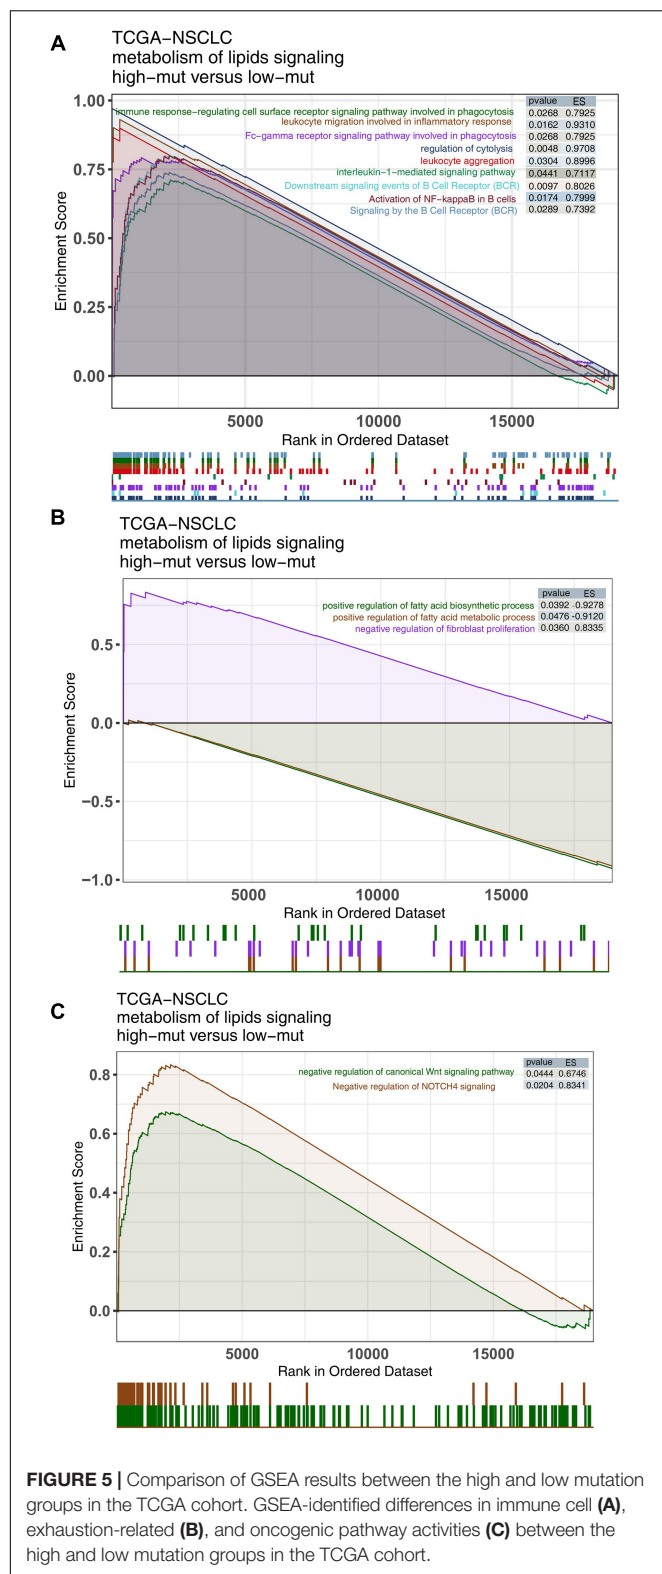 A
TCGA−NSCLC
metabolism of lipids signaling
high−mut versus low−mut
pvalue ES
immune response−regulating cell surface receptor signaling pathway involved in phagocytosis 0.0268 0.7925
leukocyte migration involved in inflammatory response 0.0162 0.9310
Fc−gamma receptor signaling pathway involved in phagocytosis 0.0268 0.7925
regulation of cytolysis 0.0048 0.9708
leukocyte aggregation 0.0304 0.8996
interleukin−1−mediated signaling pathway 0.0441 0.7117
Downstream signaling events of B Cell Receptor (BCR) 0.0097 0.8026
Activation of NF−kappaB in B cells 0.0174 0.7999
Signaling by the B Cell Receptor (BCR) 0.0289 0.7392
1.00
0.75
0.50
0.25
0.00
Enrichment Score
5000 10000 15000
Rank in Ordered Dataset
B
TCGA−NSCLC
metabolism of lipids signaling
high−mut versus low−mut
pvalue ES
positive regulation of fatty acid biosynthetic process 0.0392 -0.9278
positive regulation of fatty acid metabolic process 0.0476 -0.9120
negative regulation of fibroblast proliferation 0.0360 0.8335
0.5
0.0
−0.5
−1.0
Enrichment Score
5000 10000 15000
Rank in Ordered Dataset
C
TCGA−NSCLC
metabolism of lipids signaling
high−mut versus low−mut
pvalue ES
negative regulation of canonical Wnt signaling pathway 0.0444 0.6746
Negative regulation of NOTCH4 signaling 0.0204 0.8341
0.8
0.6
0.4
0.2
0.0
Enrichment Score
5000 10000 15000
Rank in Ordered Dataset
FIGURE 5 | Comparison of GSEA results between the high and low mutation
groups in the TCGA cohort. GSEA-identified differences in immune cell (A),
exhaustion-related (B), and oncogenic pathway activities (C) between the
high and low mutation groups in the TCGA cohort.